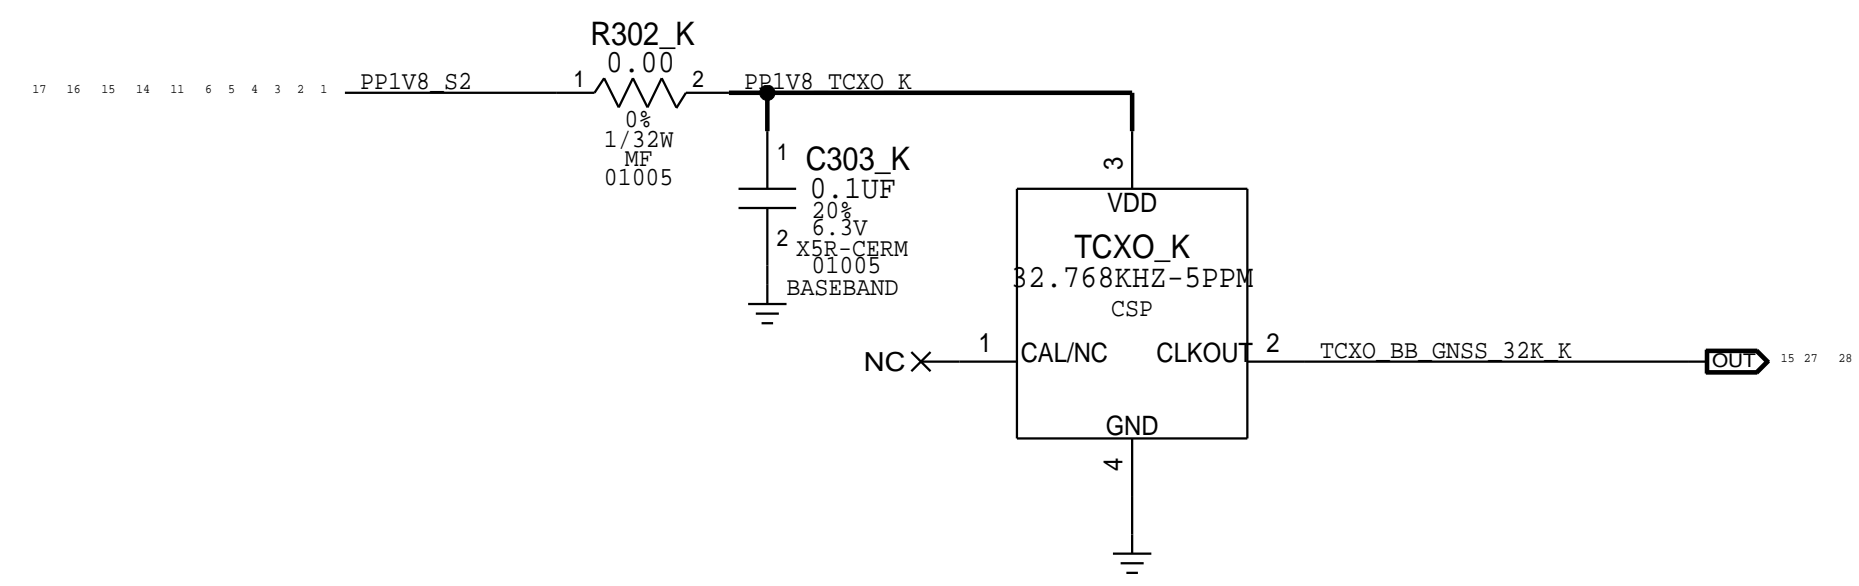 R302_K
0.00
17 16 15 14 11 6 5 4 3 2 1 PP1V8_S2 1 2 PP1V8_TCXO_K
0%
1/32W
MF
01005
1 C303_K
0.1UF
20%
6.3V
2 X5R-CERM
01005
BASEBAND
3
VDD
TCXO_K
32.768KHZ-5PPM
CSP
NC 1 CAL/NC CLKOUT 2 TCXO_BB_GNSS_32K_K OUT 15 27 28
GND
4